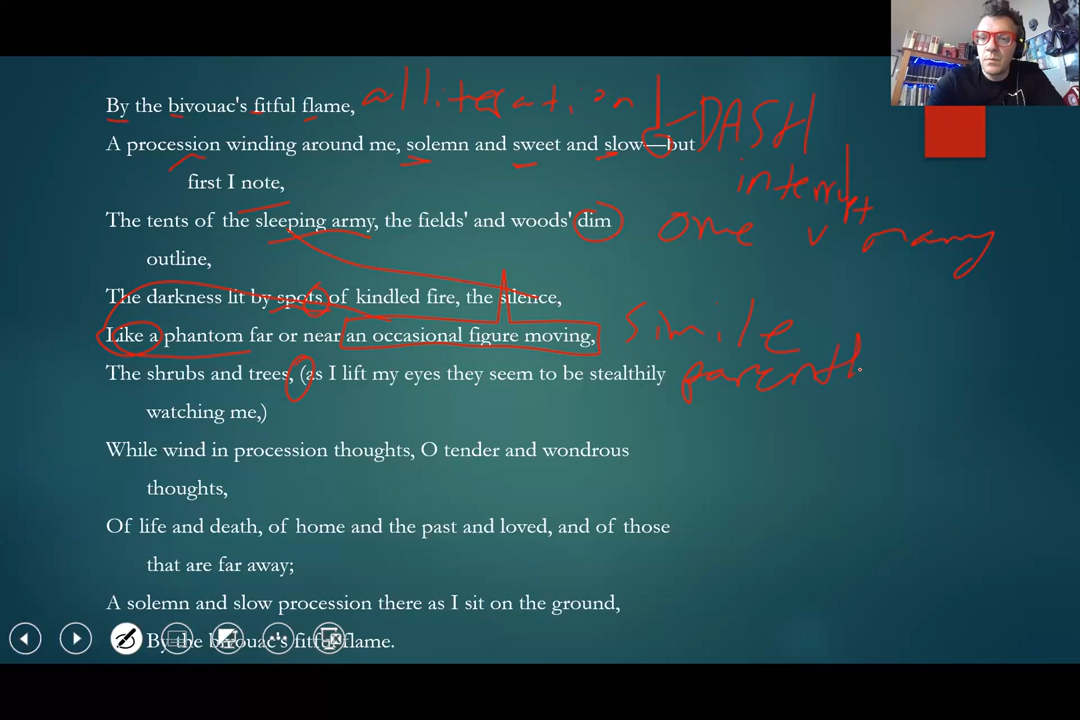 By the bivouac's fitful flame, alliteration
A procession winding around me, solemn and sweet and slow—but DASH
first I note, interrupt
The tents of the sleeping army, the fields' and woods' dim one v many
outline,
The darkness lit by spots of kindled fire, the silence,
Like a phantom far or near an occasional figure moving, simile
The shrubs and trees, (as I lift my eyes they seem to be stealthily parenth
watching me,)
While wind in procession thoughts, O tender and wondrous
thoughts,
Of life and death, of home and the past and loved, and of those
that are far away;
A solemn and slow procession there as I sit on the ground,
By the bivouac's fitful flame.